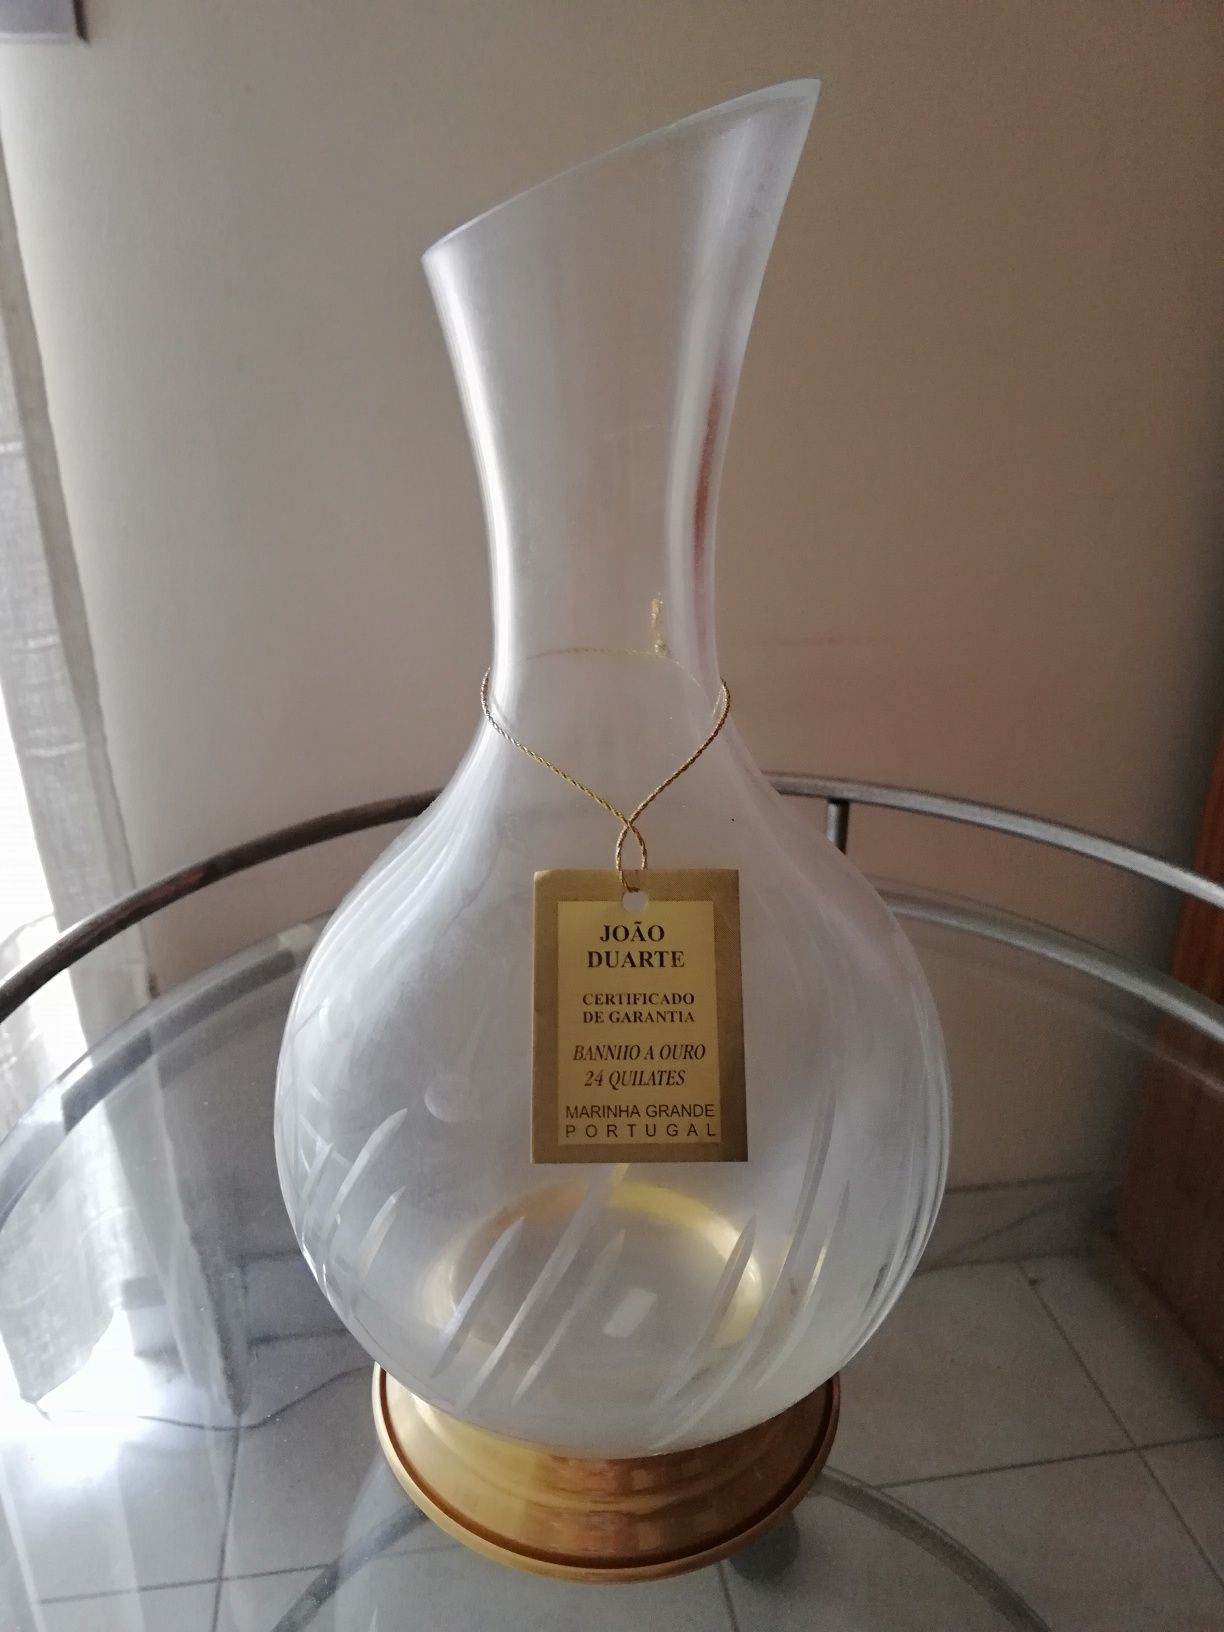 JOÃO
DUARTE
CERTIFICADO
DE GARANTIA
BANNHO A OURO
24 QUILATES
MARINHA GRANDE
PORTUGAL